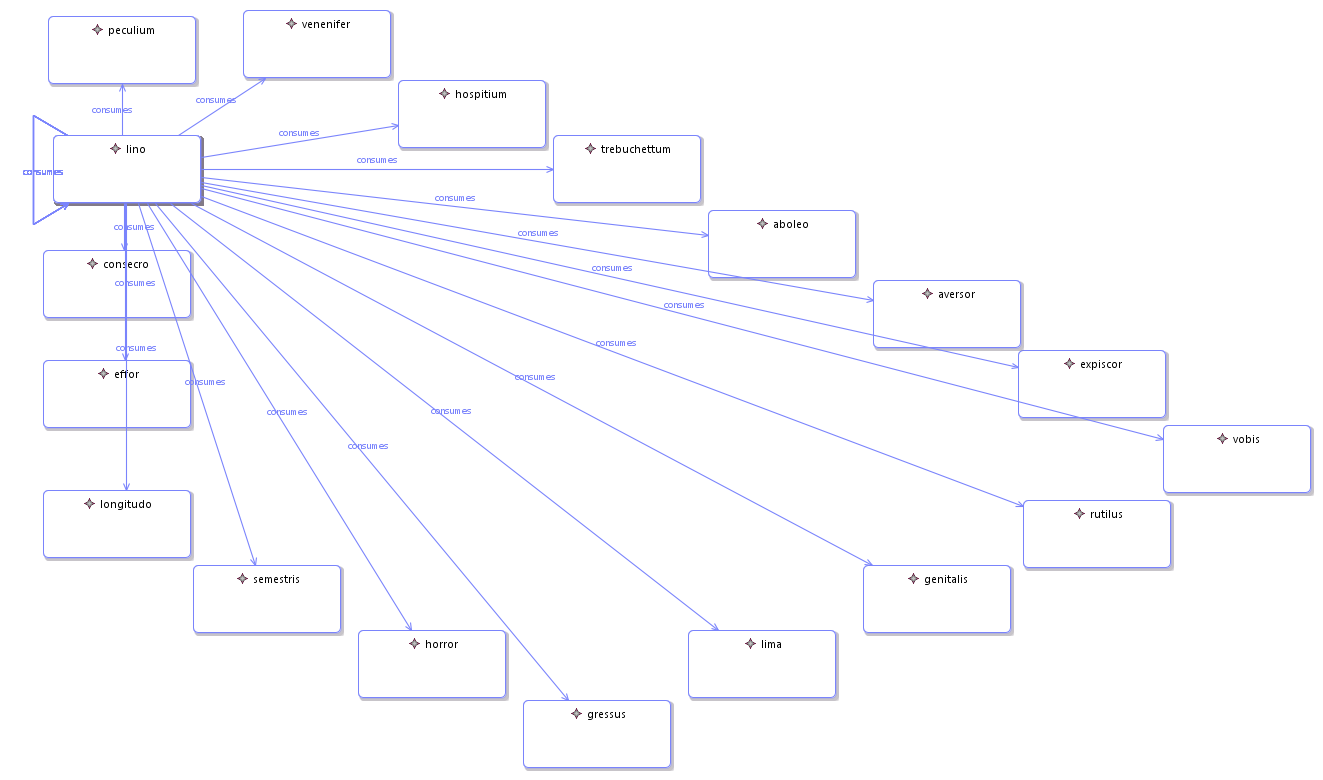 venenifer
peculium
hospitium
consumes
consumes
consumes
lino
trebuchettum
consumes
consumes
consumes
aboleo
consumes
consumes
consecro
consumes
consumes
aversor
consumes
consumes
consumes
expiscor
effor
consumes
consumes
consumes
consumes
vobis
consumes
longitudo
rutilus
semestris
genitalis
horror
lima
gressus